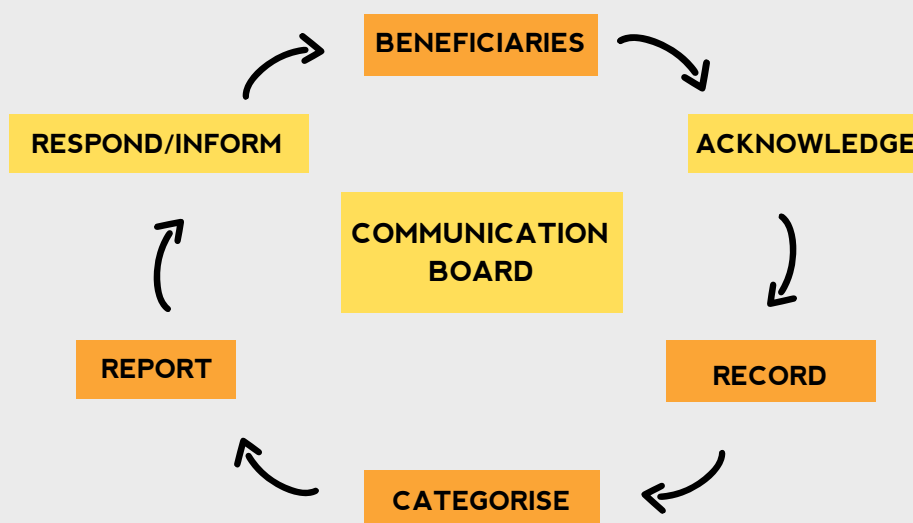 BENEFICIARIES
RESPOND/INFORM
ACKNOWLEDGE
COMMUNICATION
BOARD
REPORT
RECORD
CATEGORISE